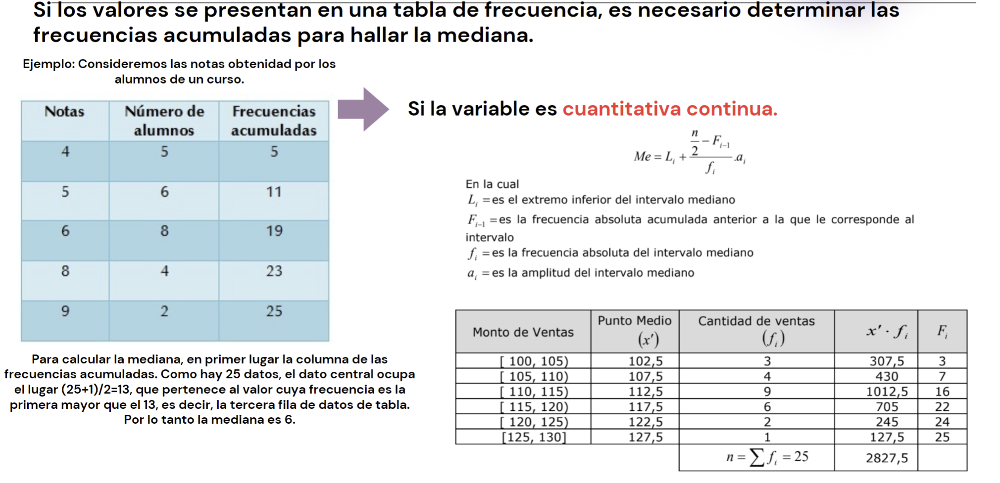 Si los valores se presentan en una tabla de frecuencia, es necesario determinar las
frecuencias acumuladas para hallar la mediana.
Ejemplo: Consideremos las notas obtenidad por los
alumnos de un curso.
Notas Número de alumnos Frecuencias acumuladas
4 5 5
5 6 11
6 8 19
8 4 23
9 2 25
Para calcular la mediana, en primer lugar la columna de las
frecuencias acumuladas. Como hay 25 datos, el dato central ocupa
el lugar (25+1)/2=13, que pertenece al valor cuya frecuencia es la
primera mayor que el 13, es decir, la tercera fila de datos de tabla.
Por lo tanto la mediana es 6.
Si la variable es cuantitativa continua.
Me = L_i + (n/2 − F_{i−1})/f_i .a_i
En la cual
L_i =es el extremo inferior del intervalo mediano
F_{i−1} =es la frecuencia absoluta acumulada anterior a la que le corresponde al
intervalo
f_i =es la frecuencia absoluta del intervalo mediano
a_i =es la amplitud del intervalo mediano
Monto de Ventas Punto Medio (x′) Cantidad de ventas (f_i) x′ · f_i F_i
[ 100, 105) 102,5 3 307,5 3
[ 105, 110) 107,5 4 430 7
[ 110, 115) 112,5 9 1012,5 16
[ 115, 120) 117,5 6 705 22
[ 120, 125) 122,5 2 245 24
[125, 130] 127,5 1 127,5 25
n = ∑ f_i = 25 2827,5